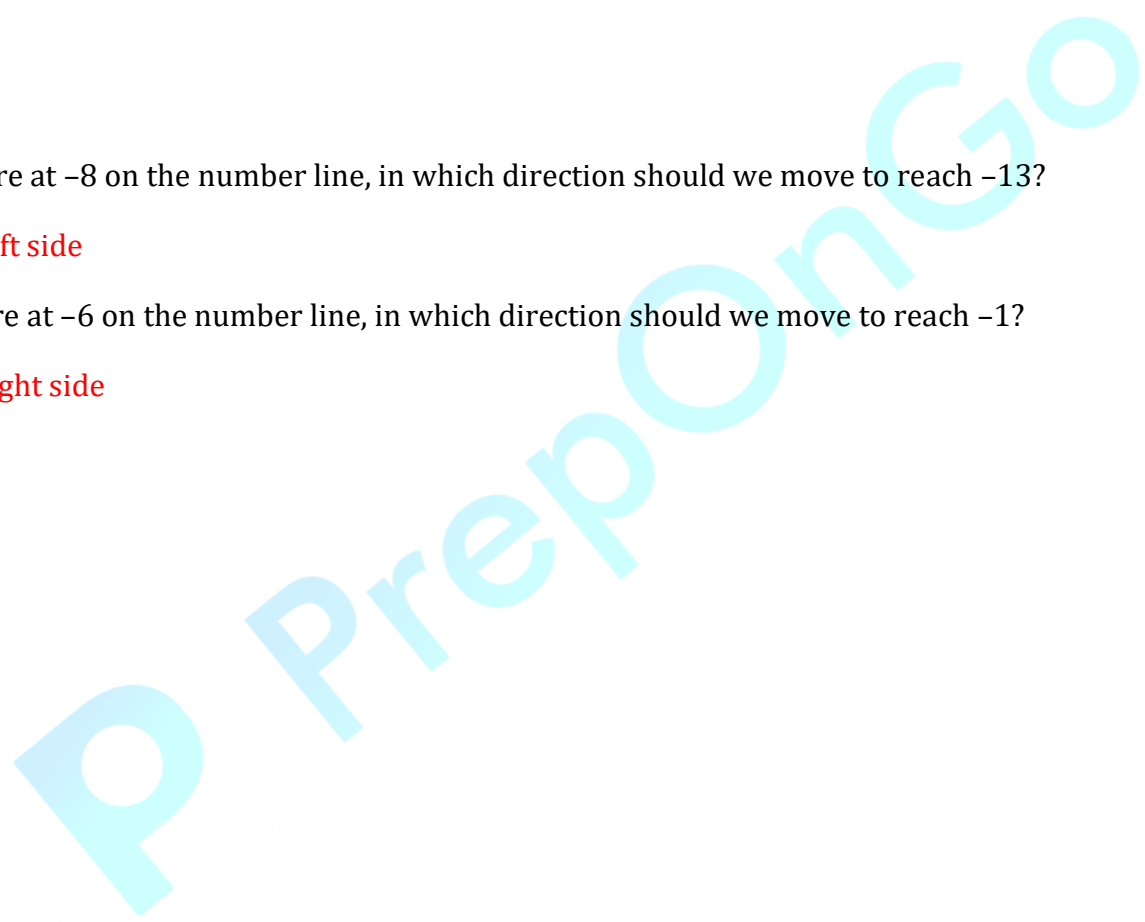 re at –8 on the number line, in which direction should we move to reach –13?
ft side
re at –6 on the number line, in which direction should we move to reach –1?
ght side
P PrepOnGo